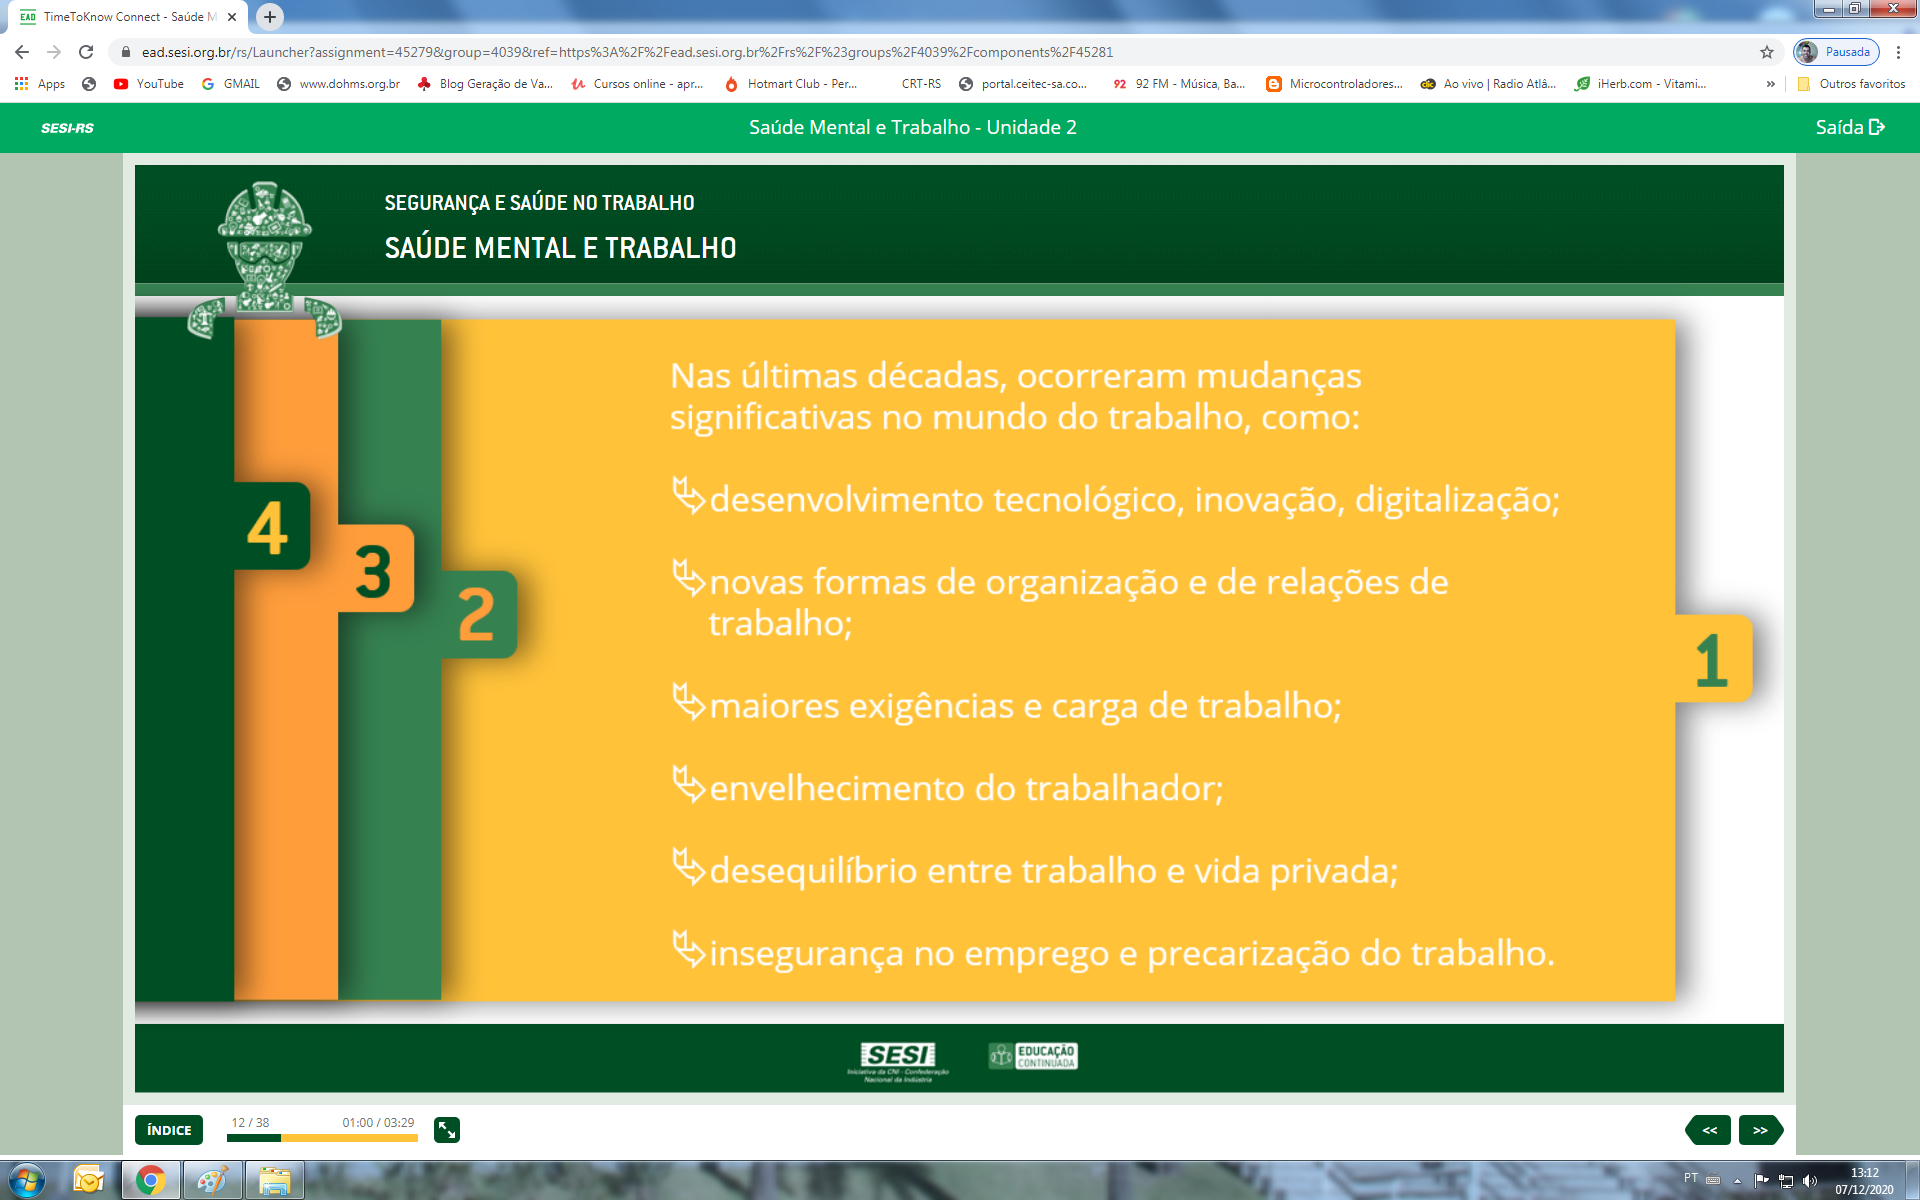 EAD TimeToKnow Connect - Saúde M
ead.sesi.org.br/rs/Launcher?assignment=45279&group=4039&ref=https%3A%2F%2Fead.sesi.org.br%2Frs%2F%23groups%2F4039%2Fcomponents%2F45281
Pausada
Apps YouTube GMAIL www.dohms.org.br Blog Geração de Va... Cursos online - apr... Hotmart Club - Per... CRT-RS portal.ceitec-sa.co... 92 92 FM - Música, Ba... Microcontroladores... Ao vivo | Radio Atlâ... iHerb.com - Vitami... » Outros favoritos
SESI-RS Saúde Mental e Trabalho - Unidade 2 Saída
SEGURANÇA E SAÚDE NO TRABALHO
SAÚDE MENTAL E TRABALHO
Nas últimas décadas, ocorreram mudanças
significativas no mundo do trabalho, como:
desenvolvimento tecnológico, inovação, digitalização;
novas formas de organização e de relações de
trabalho;
maiores exigências e carga de trabalho;
envelhecimento do trabalhador;
desequilíbrio entre trabalho e vida privada;
insegurança no emprego e precarização do trabalho.
4
3
2
1
SESI
Iniciativa da CNI - Confederação
Nacional da Indústria
EDUCAÇÃO
CONTINUADA
ÍNDICE
12 / 38 01:00 / 03:29
<< >>
PT
13:12
07/12/2020